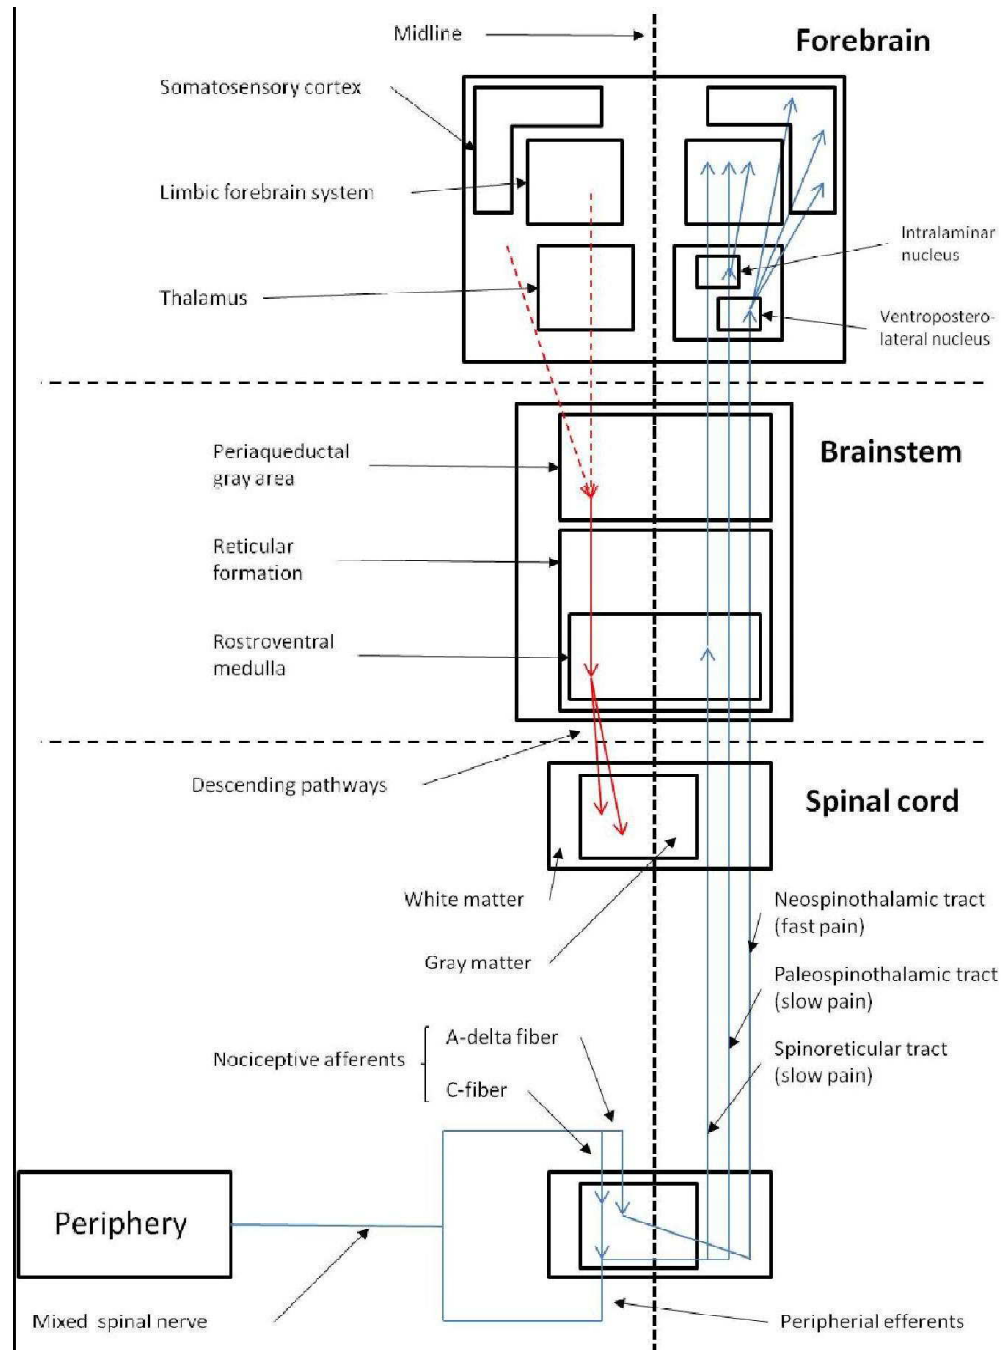 Midline
Forebrain
Somatosensory cortex
Limbic forebrain system
Intralaminar
nucleus
Thalamus
Ventropostero-
lateral nucleus
Periaqueductal
gray area
Brainstem
Reticular
formation
Rostroventral
medulla
Descending pathways
Spinal cord
White matter
Neospinothalamic tract
(fast pain)
Gray matter
Paleospinothalamic tract
(slow pain)
A-delta fiber
Nociceptive afferents
C-fiber
Spinoreticular tract
(slow pain)
Periphery
Mixed spinal nerve
Peripherial efferents